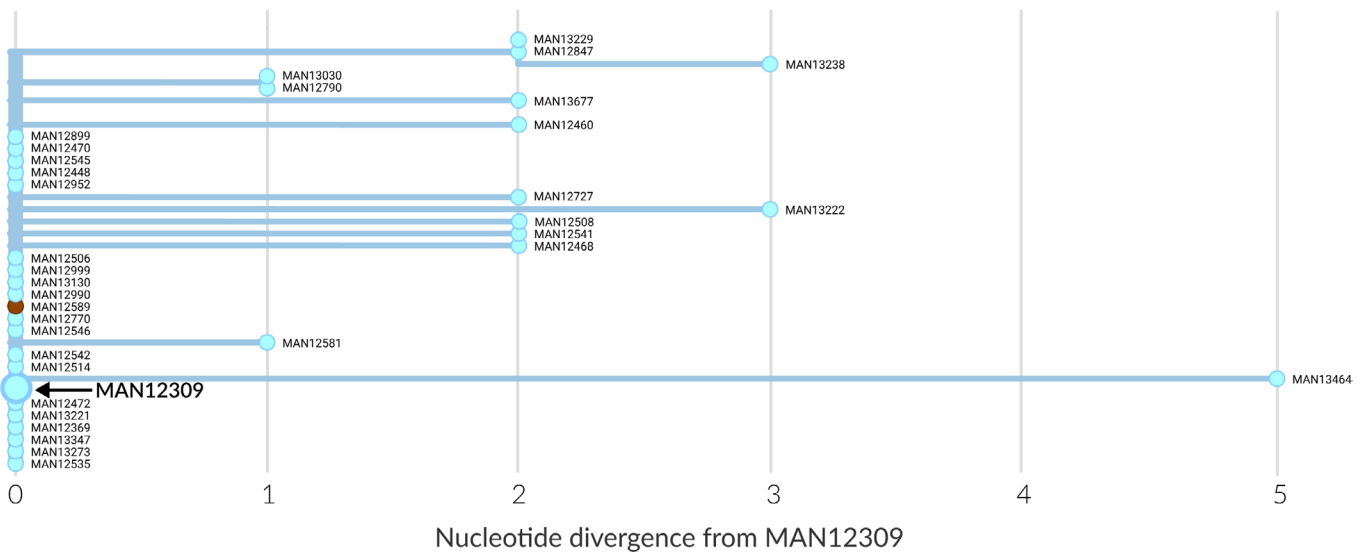 MAN13229
MAN12847
MAN13238
MAN13030
MAN12790
MAN13677
MAN12460
MAN12899
MAN12470
MAN12545
MAN12448
MAN12952
MAN12727
MAN13222
MAN12508
MAN12541
MAN12468
MAN12506
MAN12999
MAN13130
MAN12990
MAN12589
MAN12770
MAN12546
MAN12581
MAN12542
MAN12514
MAN13464
MAN12309
MAN12472
MAN13221
MAN12369
MAN13347
MAN13273
MAN12535
0 1 2 3 4 5
Nucleotide divergence from MAN12309